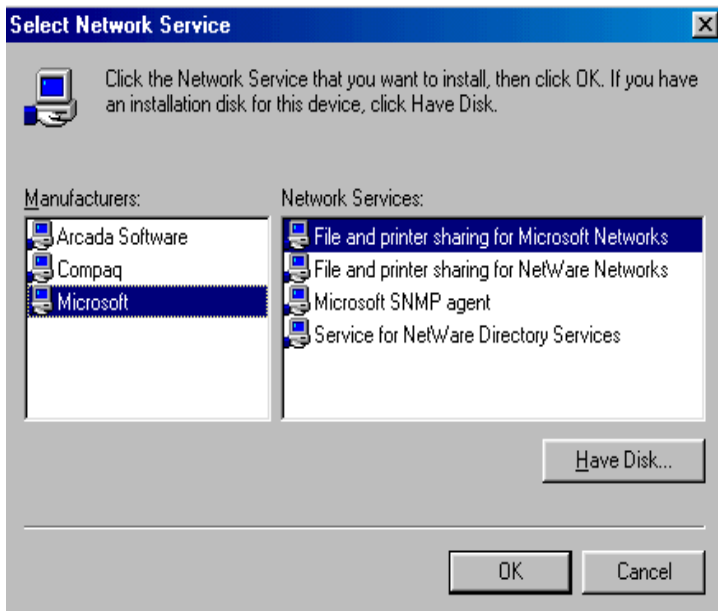 Select Network Service
Click the Network Service that you want to install, then click OK. If you have
an installation disk for this device, click Have Disk.
Manufacturers:
Arcada Software
Compaq
Microsoft
Network Services:
File and printer sharing for Microsoft Networks
File and printer sharing for NetWare Networks
Microsoft SNMP agent
Service for NetWare Directory Services
Have Disk...
OK
Cancel